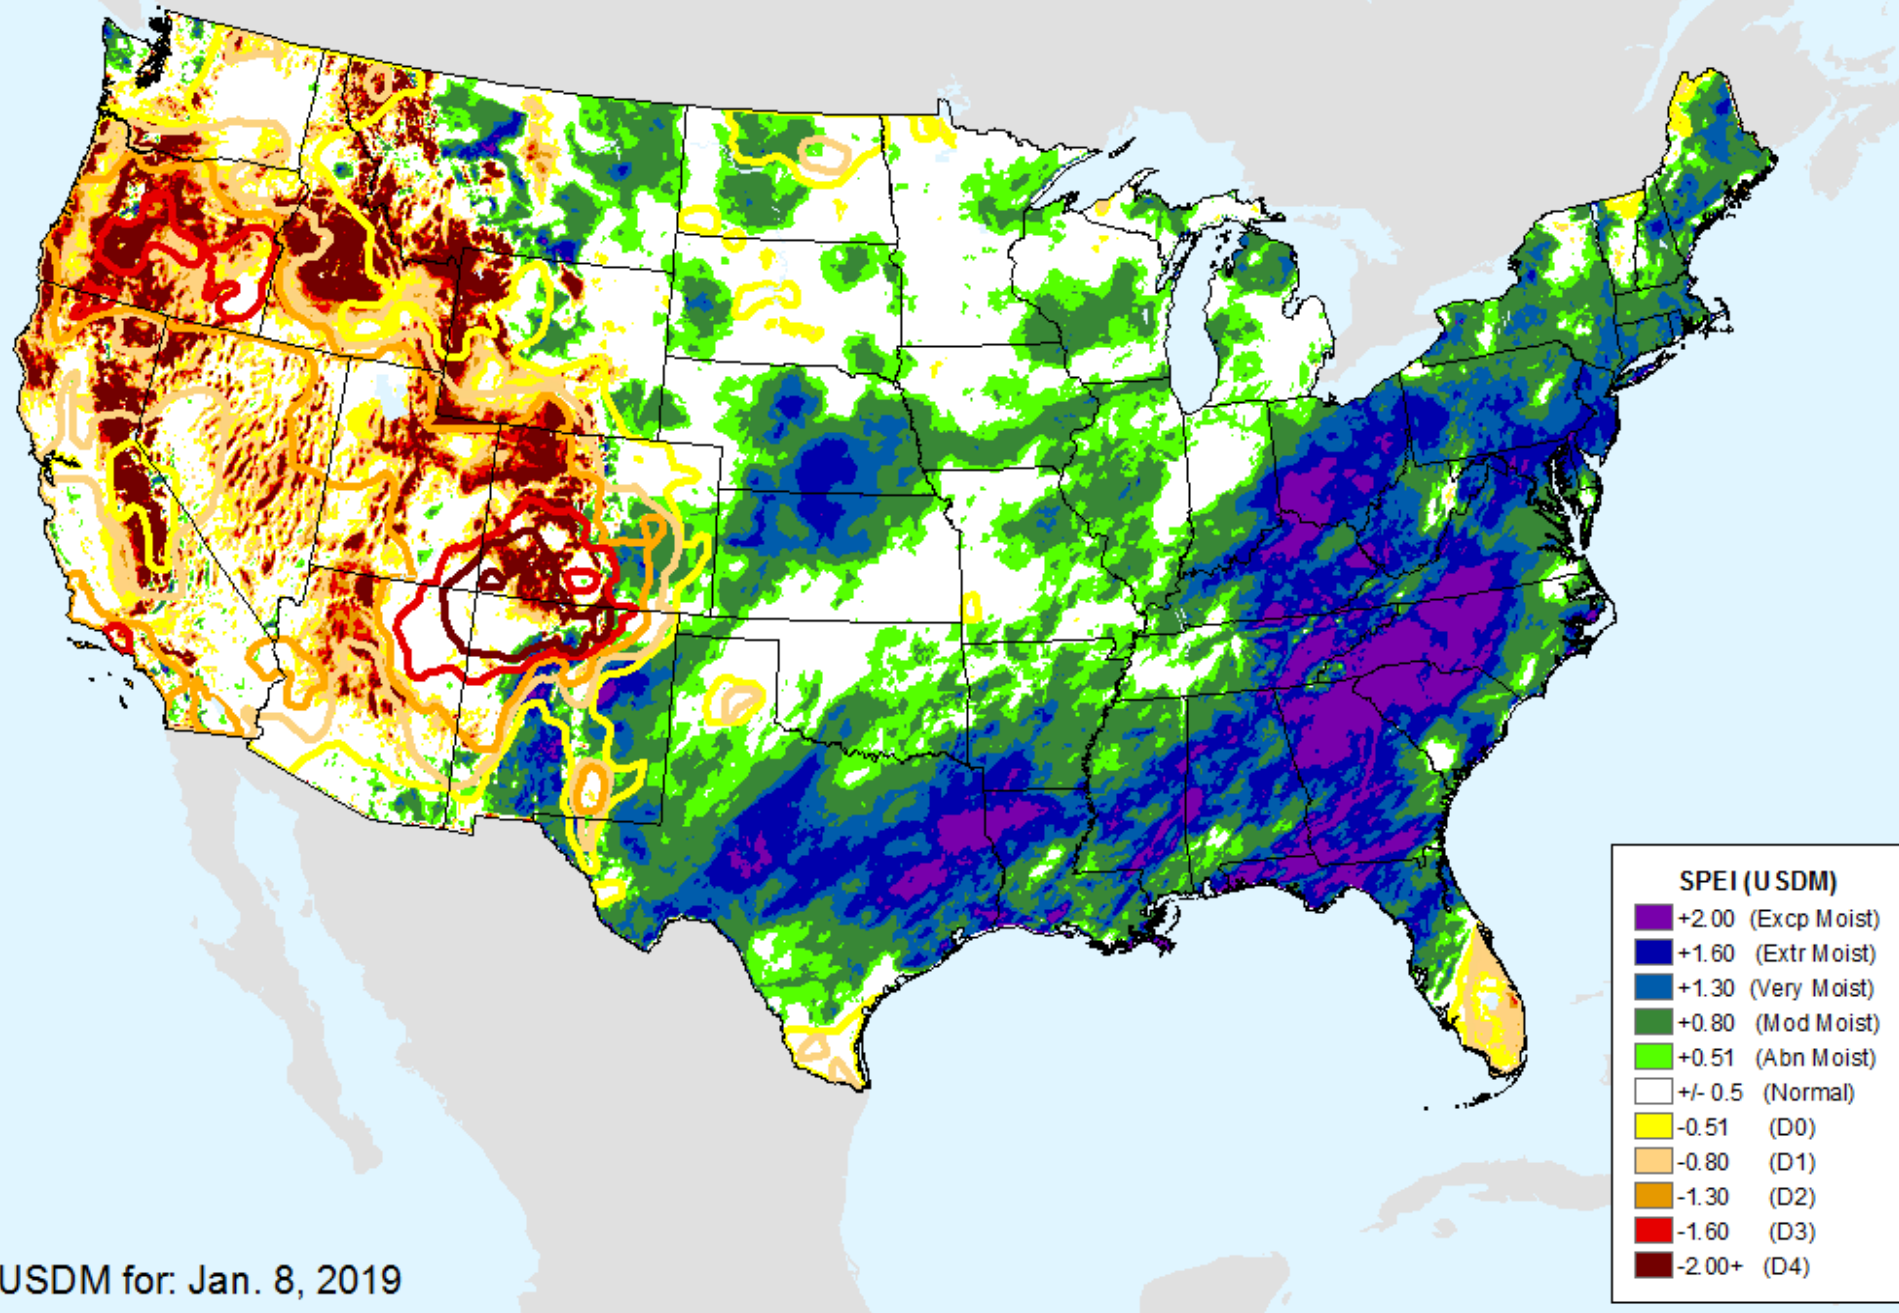 SPEI (USDM)
+2.00 (Excp Moist)
+1.60 (Extr Moist)
+1.30 (Very Moist)
+0.80 (Mod Moist)
+0.51 (Abn Moist)
+/- 0.5 (Normal)
-0.51 (D0)
-0.80 (D1)
-1.30 (D2)
-1.60 (D3)
-2.00+ (D4)
USDM for: Jan. 8, 2019